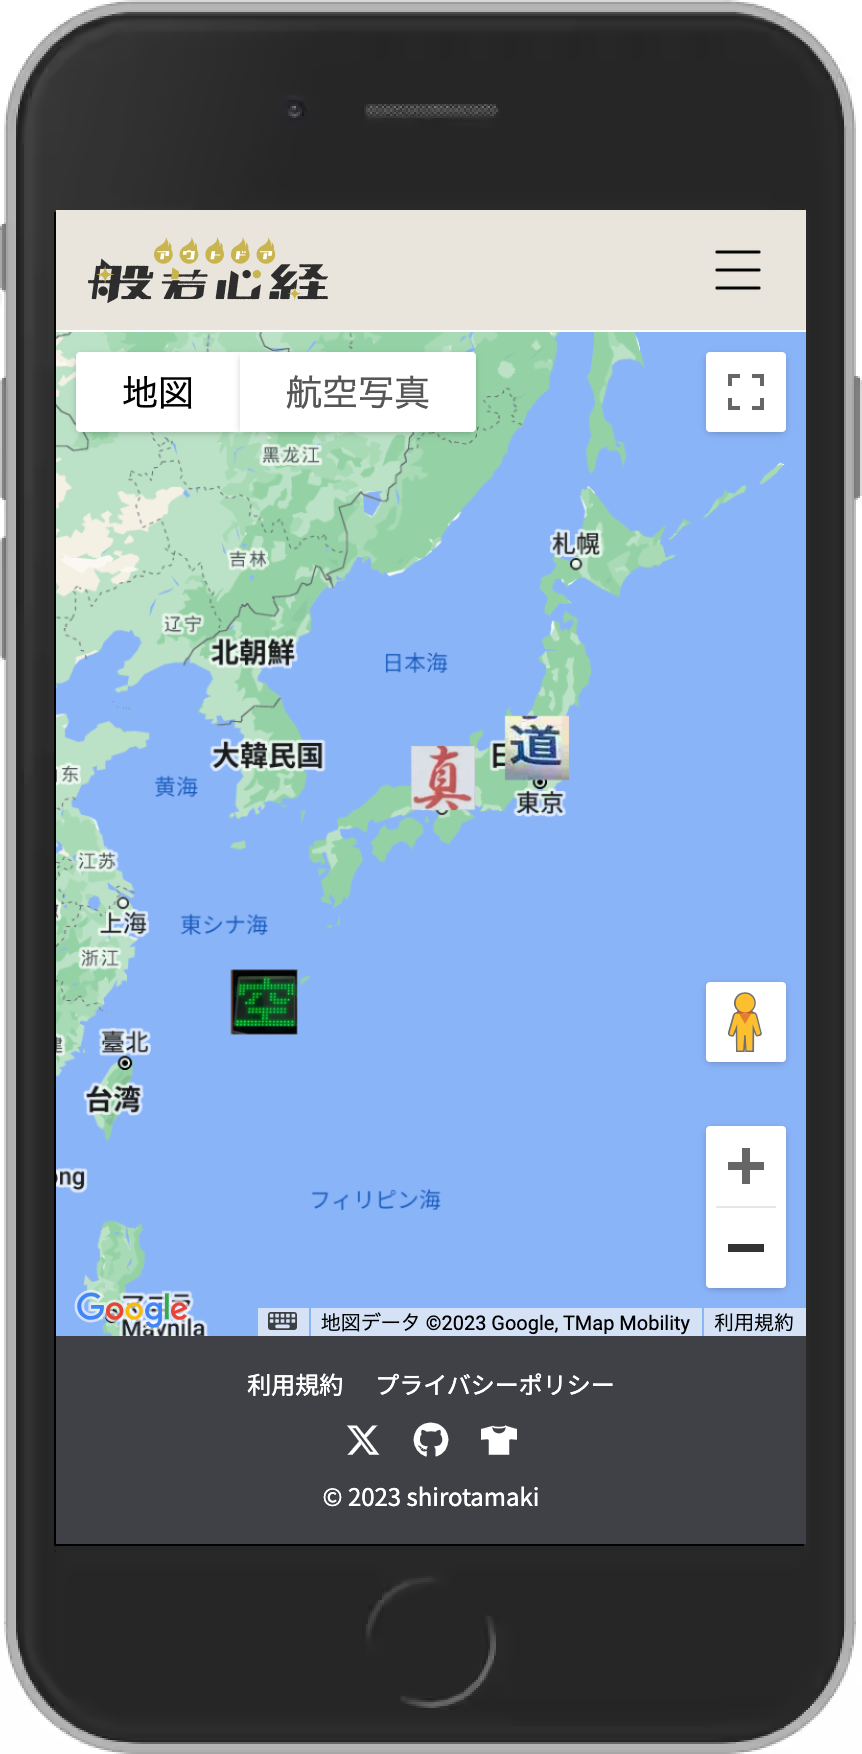 アウトドア
般若心経
地図 航空写真
黑龙江
札幌
吉林
辽宁
北朝鮮
日本海
道
大韓民国
日
真
东
黄海
東京
江苏
上海
東シナ海
浙江
空
臺北
台湾
ong
フィリピン海
Google
Maynila
地図データ ©2023 Google, TMap Mobility 利用規約
利用規約 プライバシーポリシー
© 2023 shirotamaki